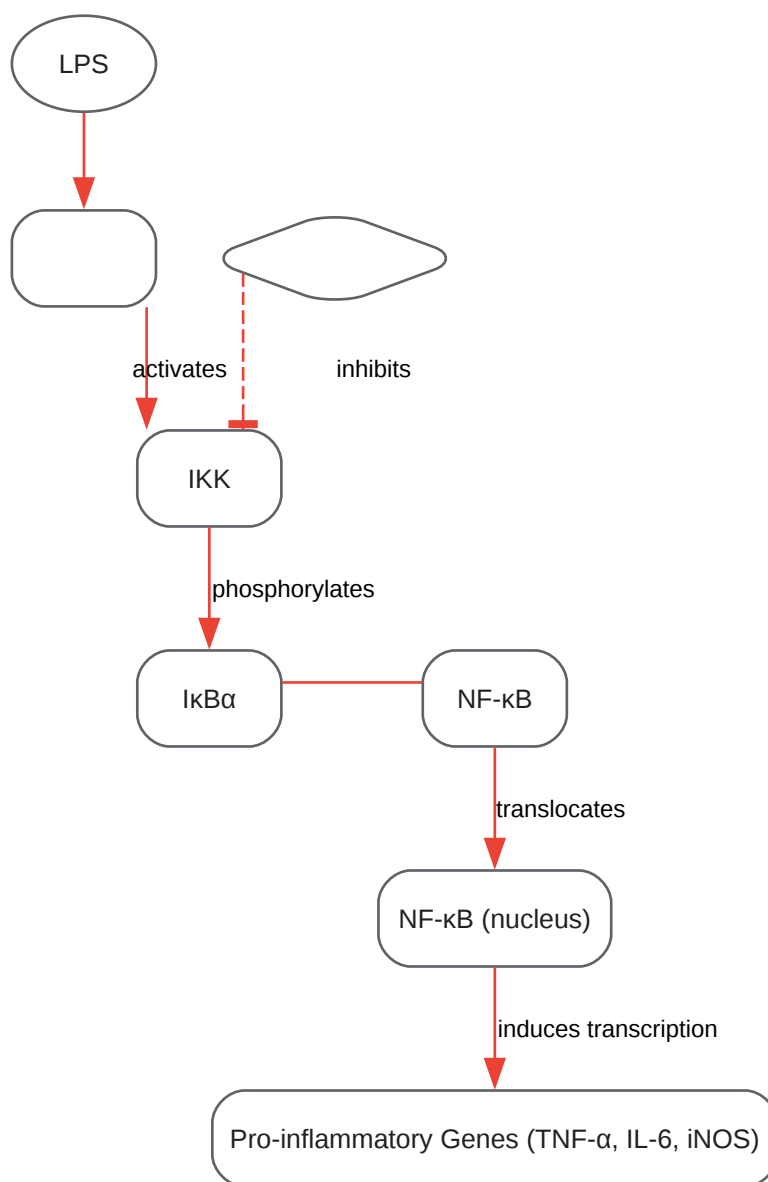 LPS
activates
inhibits
IKK
phosphorylates
IκBα
NF-κB
translocates
NF-κB (nucleus)
induces transcription
Pro-inflammatory Genes (TNF-α, IL-6, iNOS)